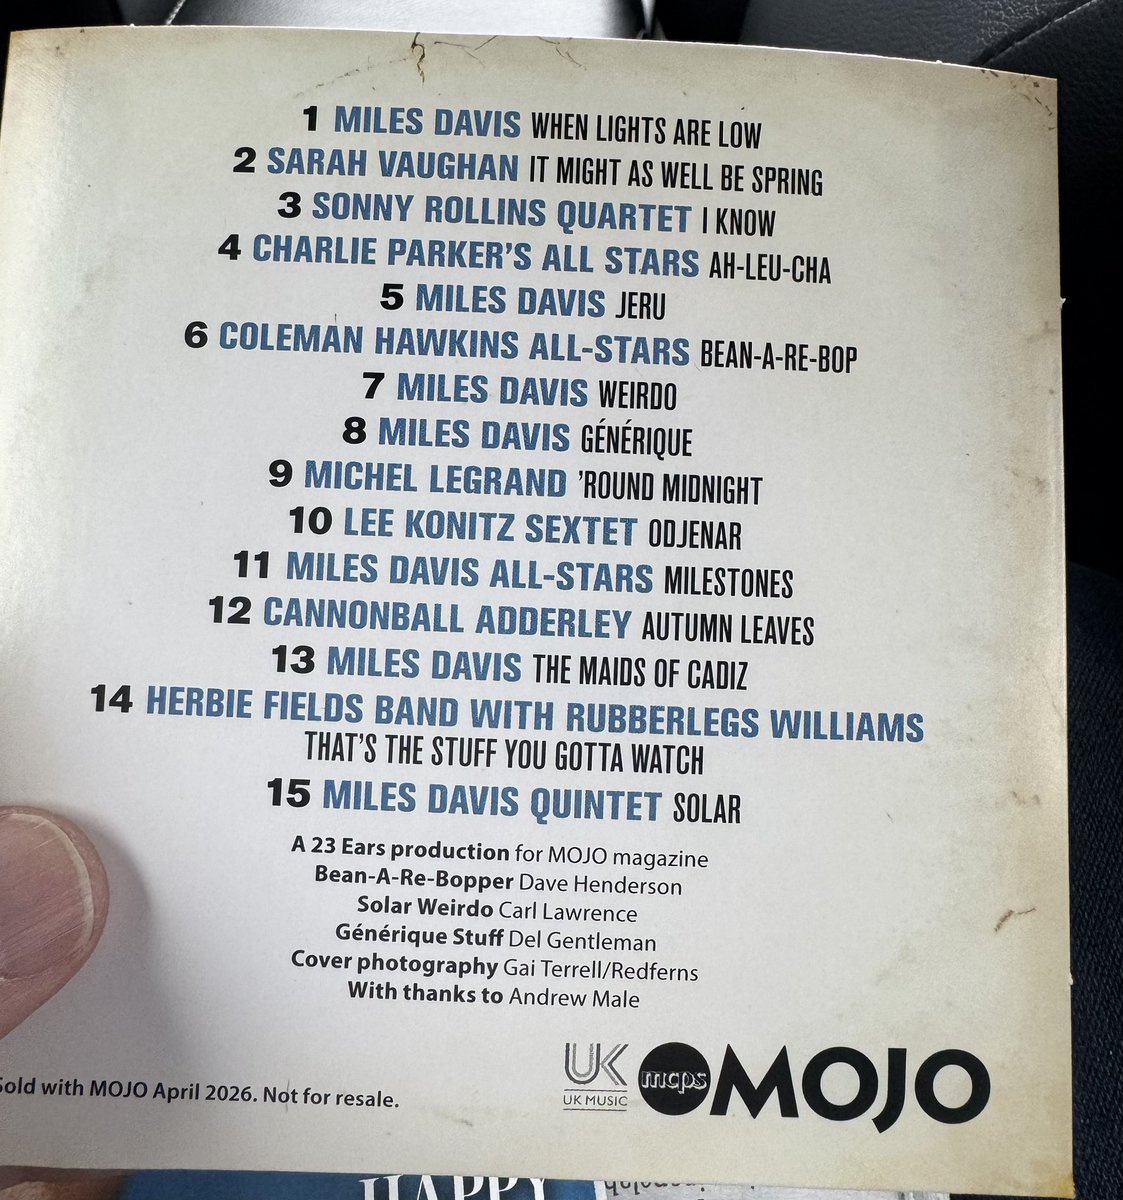 1 MILES DAVIS WHEN LIGHTS ARE LOW
2 SARAH VAUGHAN IT MIGHT AS WELL BE SPRING
3 SONNY ROLLINS QUARTET I KNOW
4 CHARLIE PARKER'S ALL STARS AH-LEU-CHA
5 MILES DAVIS JERU
6 COLEMAN HAWKINS ALL-STARS BEAN-A-RE-BOP
7 MILES DAVIS WEIRDO
8 MILES DAVIS GÉNÉRIQUE
9 MICHEL LEGRAND 'ROUND MIDNIGHT
10 LEE KONITZ SEXTET ODJENAR
11 MILES DAVIS ALL-STARS MILESTONES
12 CANNONBALL ADDERLEY AUTUMN LEAVES
13 MILES DAVIS THE MAIDS OF CADIZ
14 HERBIE FIELDS BAND WITH RUBBERLEGS WILLIAMS
THAT'S THE STUFF YOU GOTTA WATCH
15 MILES DAVIS QUINTET SOLAR
A 23 Ears production for MOJO magazine
Bean-A-Re-Bopper Dave Henderson
Solar Weirdo Carl Lawrence
Générique Stuff Del Gentleman
Cover photography Gai Terrell/Redferns
With thanks to Andrew Male
Sold with MOJO April 2026. Not for resale.
UK
UK MUSIC
mcps
MOJO
HAPPY